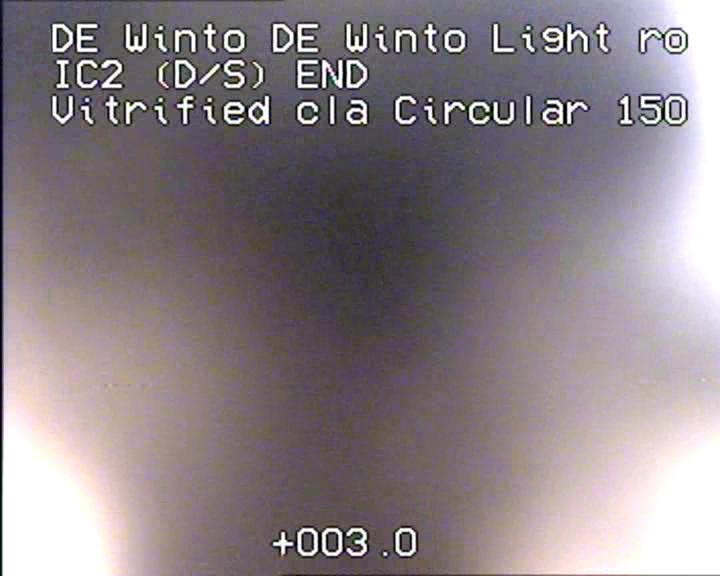 DE Winto DE Winto Light ro
IC2 (D/S) END
Vitrified cla Circular 150
+003.0